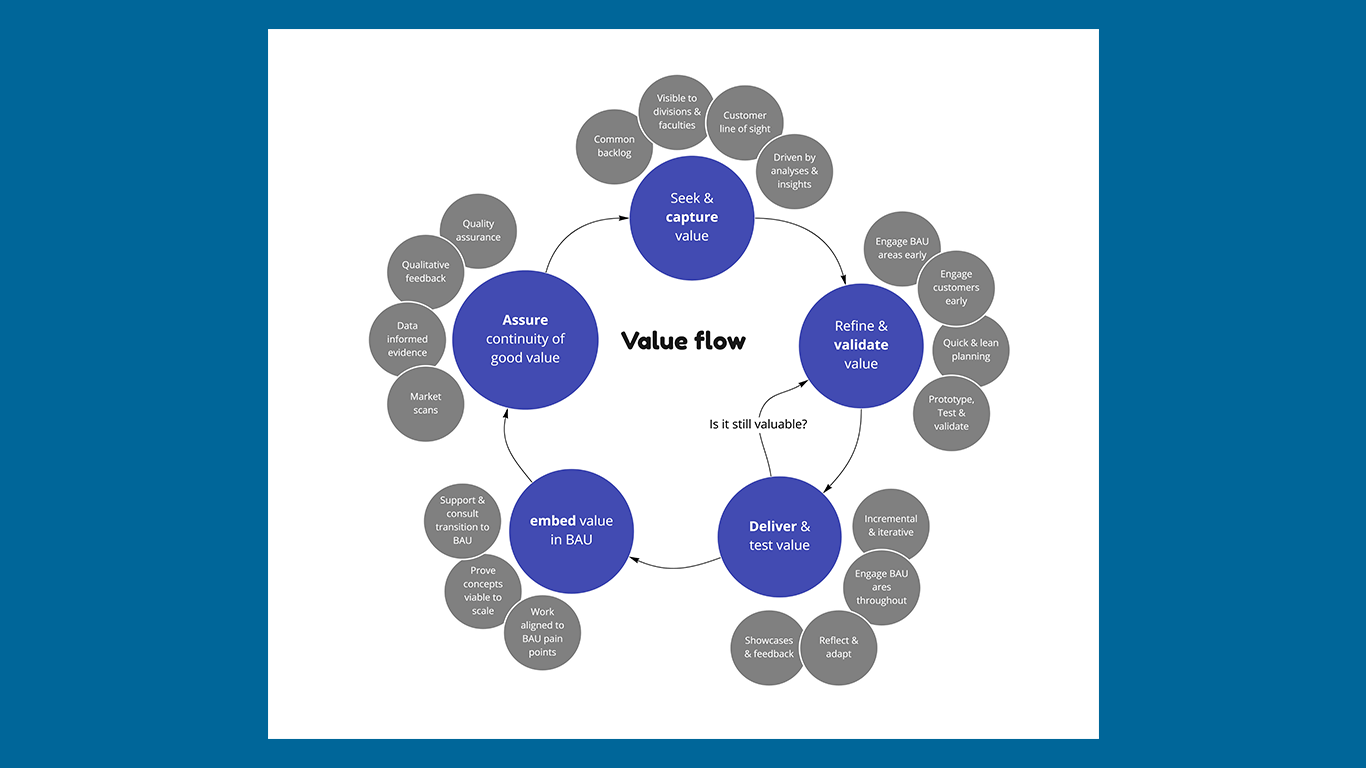 Visible to
divisions &
faculties
Customer
line of sight
Common
backlog
Driven by
analyses &
insights
Seek &
capture
value
Engage BAU
areas early
Engage
customers
early
Quick & lean
planning
Prototype,
Test &
validate
Refine &
validate
value
Is it still valuable?
Incremental
& iterative
Engage BAU
ares
throughout
Reflect &
adapt
Showcases
& feedback
Deliver &
test value
embed value
in BAU
Work
aligned to
BAU pain
points
Prove
concepts
viable to
scale
Support &
consult
transition to
BAU
Assure
continuity of
good value
Market
scans
Data
informed
evidence
Qualitative
feedback
Quality
assurance
Value flow